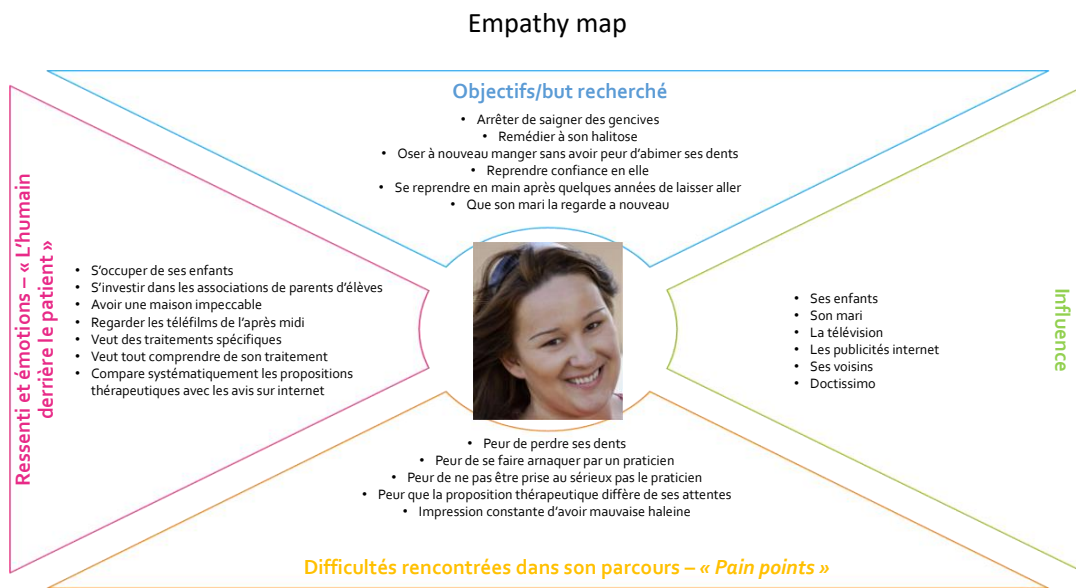 Empathy map
Objectifs/but recherché
• Arrêter de saigner des gencives
• Remédier à son halitose
• Oser à nouveau manger sans avoir peur d'abimer ses dents
• Reprendre confiance en elle
• Se reprendre en main après quelques années de laisser aller
• Que son mari la regarde a nouveau
Ressenti et émotions – « L'humain
derrière le patient »
• S'occuper de ses enfants
• S'investir dans les associations de parents d'élèves
• Avoir une maison impeccable
• Regarder les téléfilms de l'après midi
• Veut des traitements spécifiques
• Veut tout comprendre de son traitement
• Compare systématiquement les propositions
thérapeutiques avec les avis sur internet
• Ses enfants
• Son mari
• La télévision
• Les publicités internet
• Ses voisins
• Doctissimo
Influence
• Peur de perdre ses dents
• Peur de se faire arnaquer par un praticien
• Peur de ne pas être prise au sérieux pas le praticien
• Peur que la proposition thérapeutique diffère de ses attentes
• Impression constante d'avoir mauvaise haleine
Difficultés rencontrées dans son parcours – « Pain points »